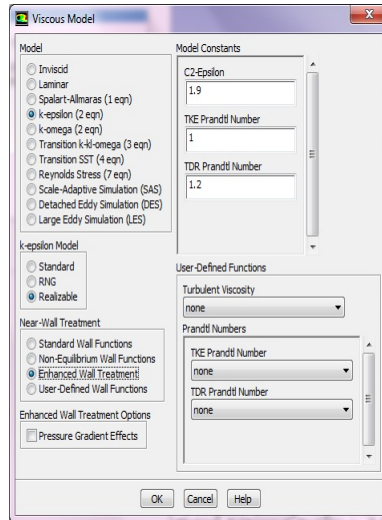 Viscous Model
Model
Inviscid
Laminar
Spalart-Allmaras (1 eqn)
k-epsilon (2 eqn)
k-omega (2 eqn)
Transition k-kl-omega (3 eqn)
Transition SST (4 eqn)
Reynolds Stress (7 eqn)
Scale-Adaptive Simulation (SAS)
Detached Eddy Simulation (DES)
Large Eddy Simulation (LES)
k-epsilon Model
Standard
RNG
Realizable
Near-Wall Treatment
Standard Wall Functions
Non-Equilibrium Wall Functions
Enhanced Wall Treatment
User-Defined Wall Functions
Enhanced Wall Treatment Options
Pressure Gradient Effects
Model Constants
C2-Epsilon
1.9
TKE Prandtl Number
1
TDR Prandtl Number
1.2
User-Defined Functions
Turbulent Viscosity
none
Prandtl Numbers
TKE Prandtl Number
none
TDR Prandtl Number
none
OK
Cancel
Help